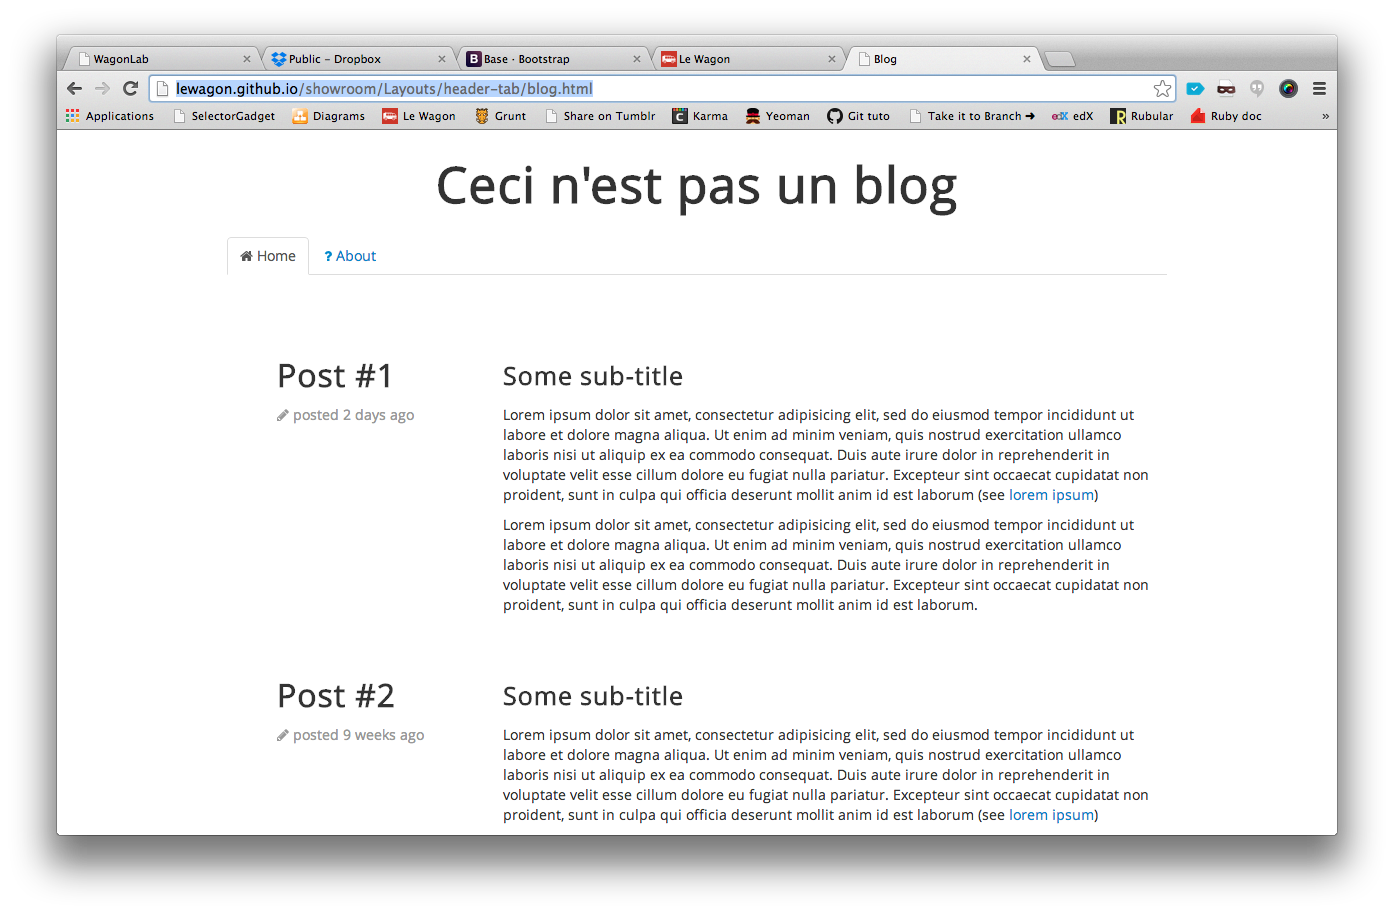 WagonLab
Public – Dropbox
Base · Bootstrap
Le Wagon
Blog
lewagon.github.io/showroom/Layouts/header-tab/blog.html
Applications SelectorGadget Diagrams Le Wagon Grunt Share on Tumblr Karma Yeoman Git tuto Take it to Branch → edX edX Rubular Ruby doc »
Ceci n'est pas un blog
Home ? About
Post #1
posted 2 days ago
Some sub-title
Lorem ipsum dolor sit amet, consectetur adipisicing elit, sed do eiusmod tempor incididunt ut
labore et dolore magna aliqua. Ut enim ad minim veniam, quis nostrud exercitation ullamco
laboris nisi ut aliquip ex ea commodo consequat. Duis aute irure dolor in reprehenderit in
voluptate velit esse cillum dolore eu fugiat nulla pariatur. Excepteur sint occaecat cupidatat non
proident, sunt in culpa qui officia deserunt mollit anim id est laborum (see lorem ipsum)
Lorem ipsum dolor sit amet, consectetur adipisicing elit, sed do eiusmod tempor incididunt ut
labore et dolore magna aliqua. Ut enim ad minim veniam, quis nostrud exercitation ullamco
laboris nisi ut aliquip ex ea commodo consequat. Duis aute irure dolor in reprehenderit in
voluptate velit esse cillum dolore eu fugiat nulla pariatur. Excepteur sint occaecat cupidatat non
proident, sunt in culpa qui officia deserunt mollit anim id est laborum.
Post #2
posted 9 weeks ago
Some sub-title
Lorem ipsum dolor sit amet, consectetur adipisicing elit, sed do eiusmod tempor incididunt ut
labore et dolore magna aliqua. Ut enim ad minim veniam, quis nostrud exercitation ullamco
laboris nisi ut aliquip ex ea commodo consequat. Duis aute irure dolor in reprehenderit in
voluptate velit esse cillum dolore eu fugiat nulla pariatur. Excepteur sint occaecat cupidatat non
proident, sunt in culpa qui officia deserunt mollit anim id est laborum (see lorem ipsum)